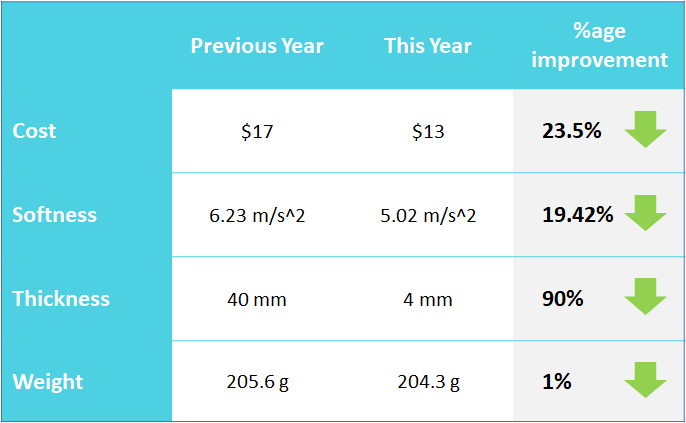 Previous Year This Year %age improvement
Cost $17 $13 23.5%
Softness 6.23 m/s^2 5.02 m/s^2 19.42%
Thickness 40 mm 4 mm 90%
Weight 205.6 g 204.3 g 1%